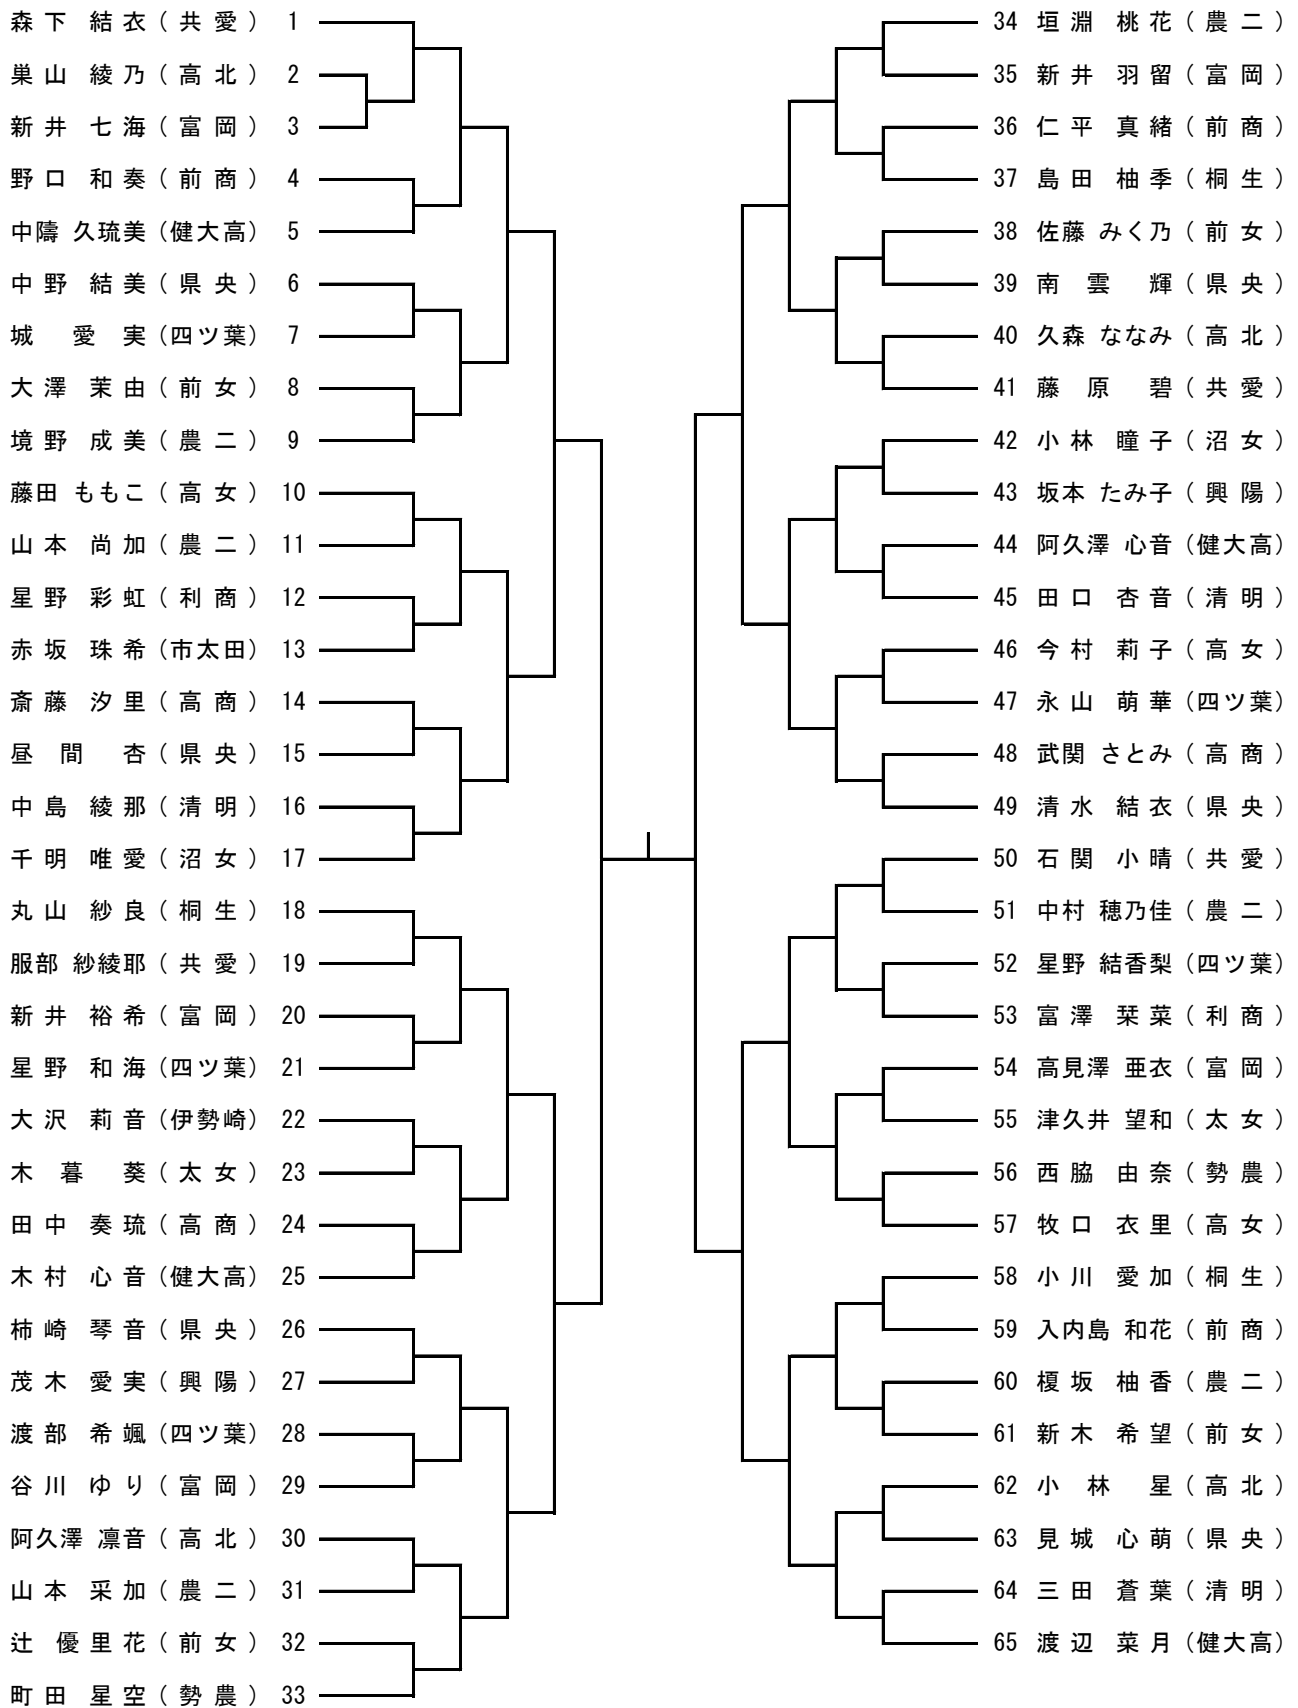 森下 結衣（共愛） 1
巣山 綾乃（高北） 2
新井 七海（富岡） 3
野口 和奏（前商） 4
中隯 久琉美（健大高） 5
中野 結美（県央） 6
城 愛実（四ツ葉） 7
大澤 茉由（前女） 8
境野 成美（農二） 9
藤田 ももこ（高女） 10
山本 尚加（農二） 11
星野 彩虹（利商） 12
赤坂 珠希（市太田） 13
斎藤 汐里（高商） 14
昼間 杏（県央） 15
中島 綾那（清明） 16
千明 唯愛（沼女） 17
丸山 紗良（桐生） 18
服部 紗綾耶（共愛） 19
新井 裕希（富岡） 20
星野 和海（四ツ葉） 21
大沢 莉音（伊勢崎） 22
木暮 葵（太女） 23
田中 奏琉（高商） 24
木村 心音（健大高） 25
柿崎 琴音（県央） 26
茂木 愛実（興陽） 27
渡部 希颯（四ツ葉） 28
谷川 ゆり（富岡） 29
阿久澤 凛音（高北） 30
山本 采加（農二） 31
辻 優里花（前女） 32
町田 星空（勢農） 33
34 垣淵 桃花（農二）
35 新井 羽留（富岡）
36 仁平 真緒（前商）
37 島田 柚季（桐生）
38 佐藤 みく乃（前女）
39 南雲 輝（県央）
40 久森 ななみ（高北）
41 藤原 碧（共愛）
42 小林 瞳子（沼女）
43 坂本 たみ子（興陽）
44 阿久澤 心音（健大高）
45 田口 杏音（清明）
46 今村 莉子（高女）
47 永山 萌華（四ツ葉）
48 武関 さとみ（高商）
49 清水 結衣（県央）
50 石関 小晴（共愛）
51 中村 穂乃佳（農二）
52 星野 結香梨（四ツ葉）
53 富澤 栞菜（利商）
54 高見澤 亜衣（富岡）
55 津久井 望和（太女）
56 西脇 由奈（勢農）
57 牧口 衣里（高女）
58 小川 愛加（桐生）
59 入内島 和花（前商）
60 榎坂 柚香（農二）
61 新木 希望（前女）
62 小林 星（高北）
63 見城 心萌（県央）
64 三田 蒼葉（清明）
65 渡辺 菜月（健大高）